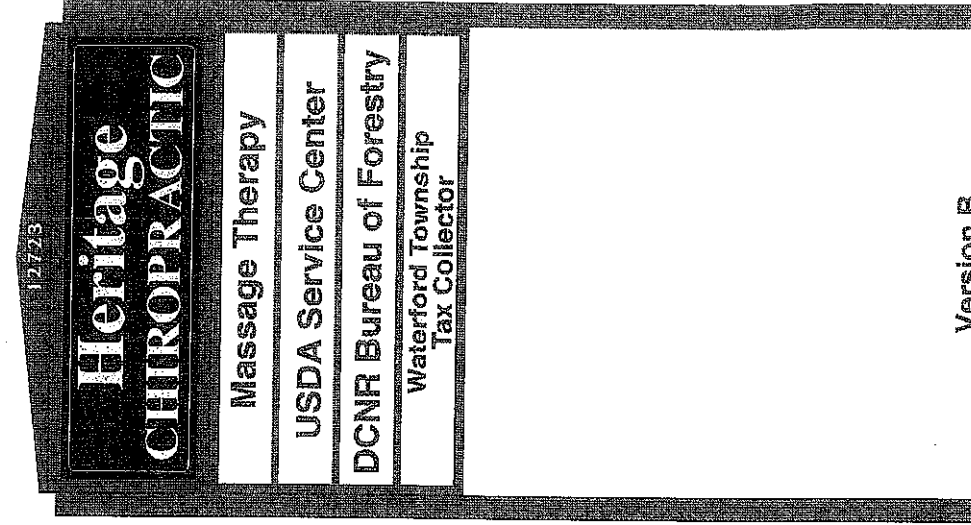 12723
Heritage
CHIROPRACTIC
Massage Therapy
USDA Service Center
DCNR Bureau of Forestry
Waterford Township
Tax Collector
Version B